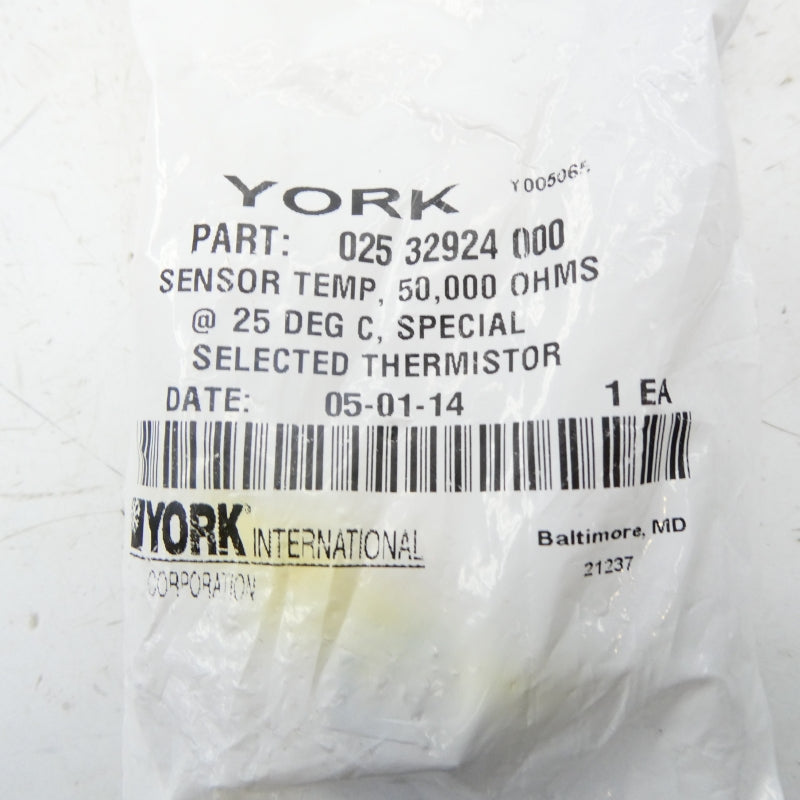 YORK Y005065
PART: 025 32924 000
SENSOR TEMP, 50,000 OHMS
@ 25 DEG C, SPECIAL
SELECTED THERMISTOR
DATE: 05-01-14 1 EA
YORK INTERNATIONAL
CORPORATION
Baltimore, MD
21237